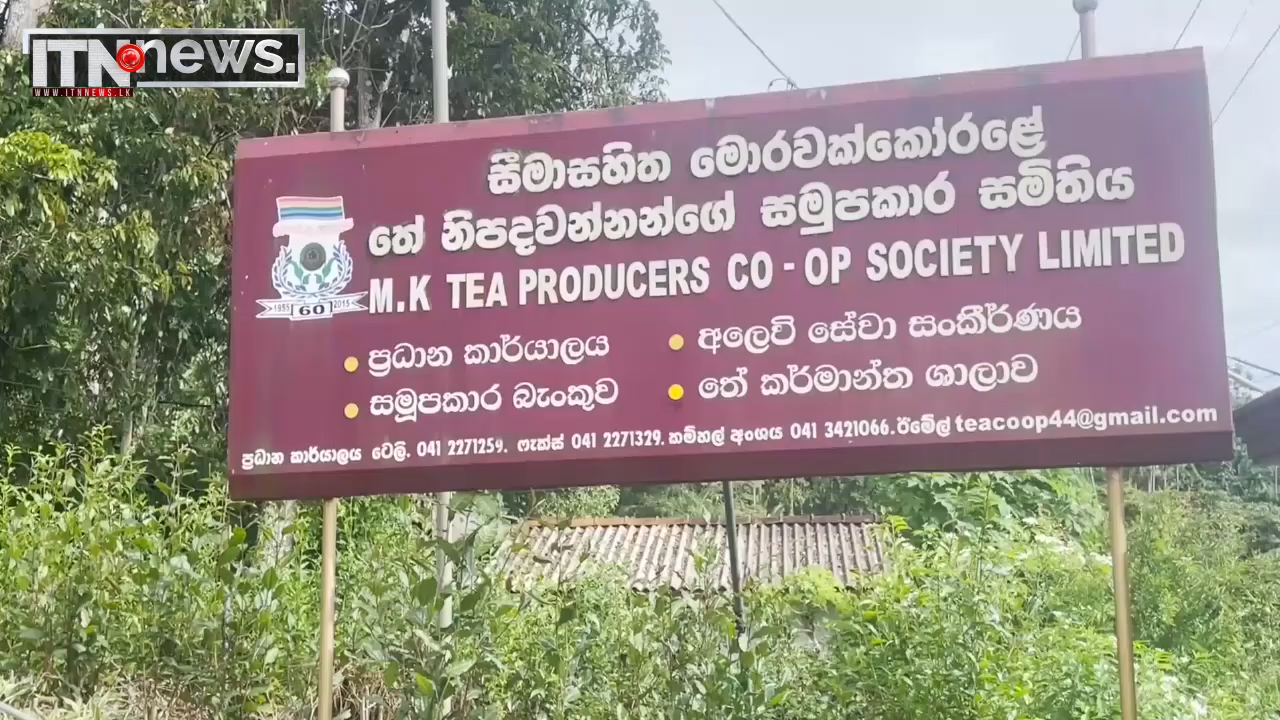 ITN news.
WWW.ITNNEWS.LK
සීමාසහිත මොරවක්කෝරළේ
තේ නිපදවන්නන්ගේ සමුපකාර සමිතිය
M.K TEA PRODUCERS CO - OP SOCIETY LIMITED
1955 60 2015
ප්‍රධාන කාර්යාලය
අලෙවි සේවා සංකීර්ණය
සමූපකාර බැංකුව
තේ කර්මාන්ත ශාලාව
ප්‍රධාන කාර්යාලය ටෙලි. 041 2271259. ෆැක්ස් 041 2271329. කම්හල් අංශය 041 3421066. ඊමේල් teacoop44@gmail.com